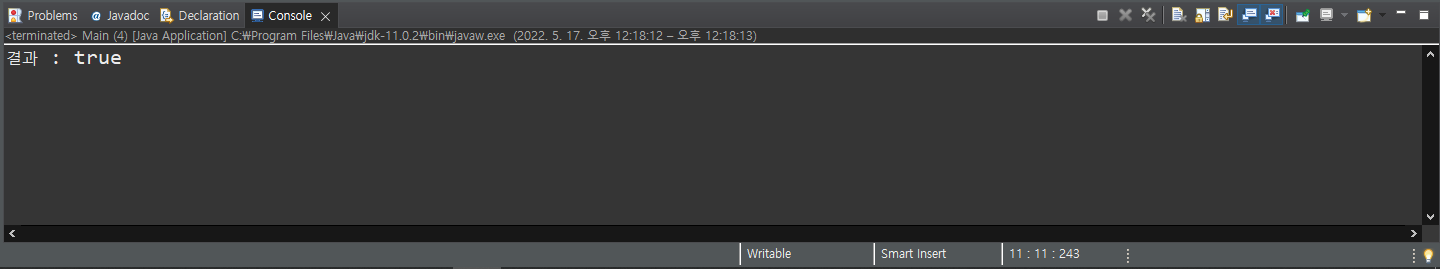 Problems @ Javadoc Declaration Console
<terminated> Main (4) [Java Application] C:₩Program Files₩Java₩jdk-11.0.2₩bin₩javaw.exe (2022. 5. 17. 오후 12:18:12 – 오후 12:18:13)
결과 : true
Writable Smart Insert 11 : 11 : 243